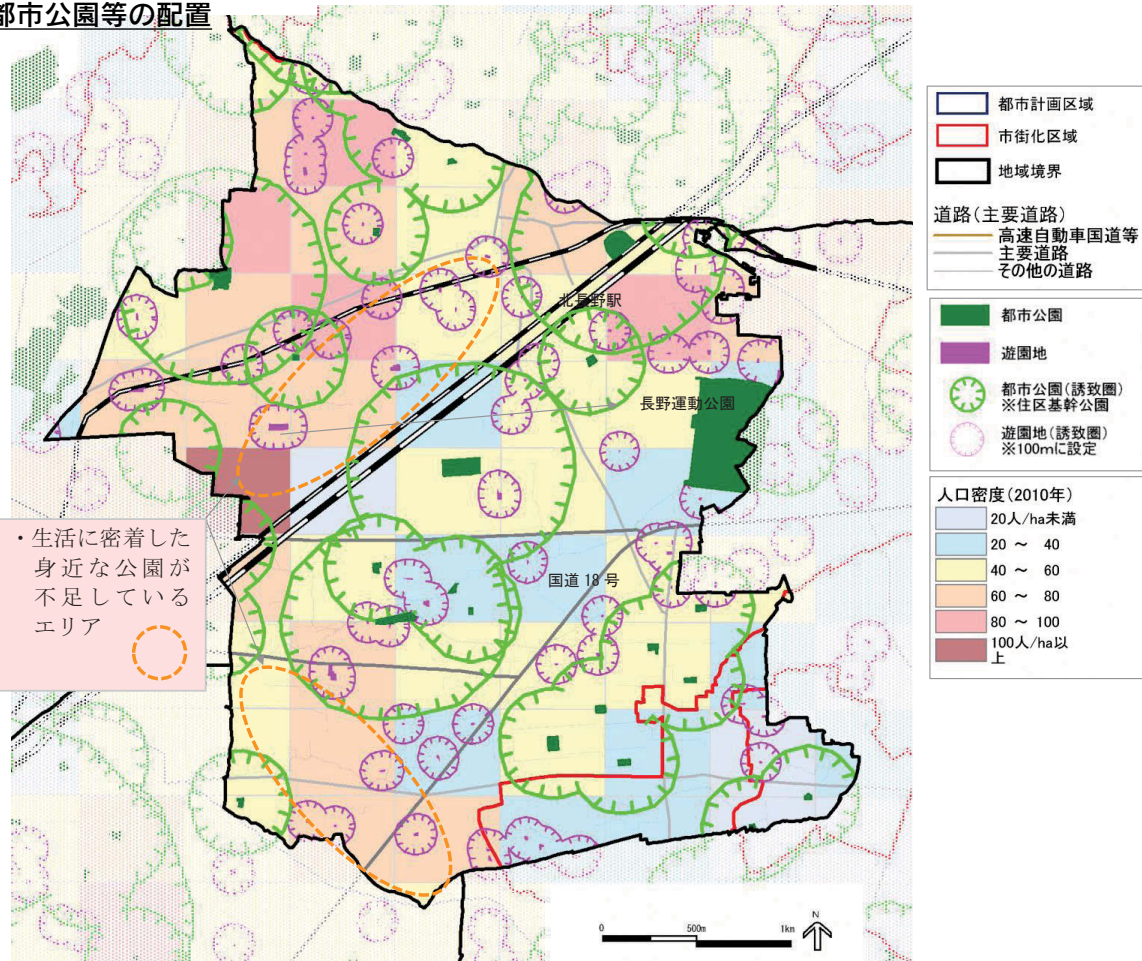 都市公園等の配置
都市計画区域
市街化区域
地域境界
道路(主要道路)
高速自動車国道等
主要道路
その他の道路
都市公園
遊園地
都市公園(誘致圏)
※住区基幹公園
遊園地(誘致圏)
※100mに設定
人口密度(2010年)
20人/ha未満
20 ~ 40
40 ~ 60
60 ~ 80
80 ~ 100
100人/ha以
上
北長野駅
長野運動公園
国道18号
・生活に密着した
身近な公園が
不足している
エリア
0 500m 1km
N